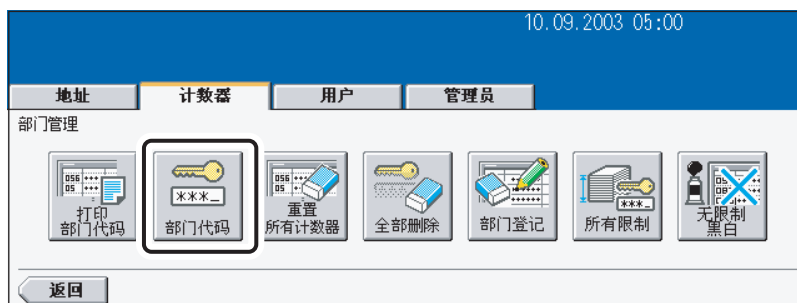 10.09.2003 05:00
地址 计数器 用户 管理员
部门管理
打印
部门代码
***_
部门代码
重置
所有计数器
全部删除
部门登记
***_
所有限制
无限制
黑白
返回